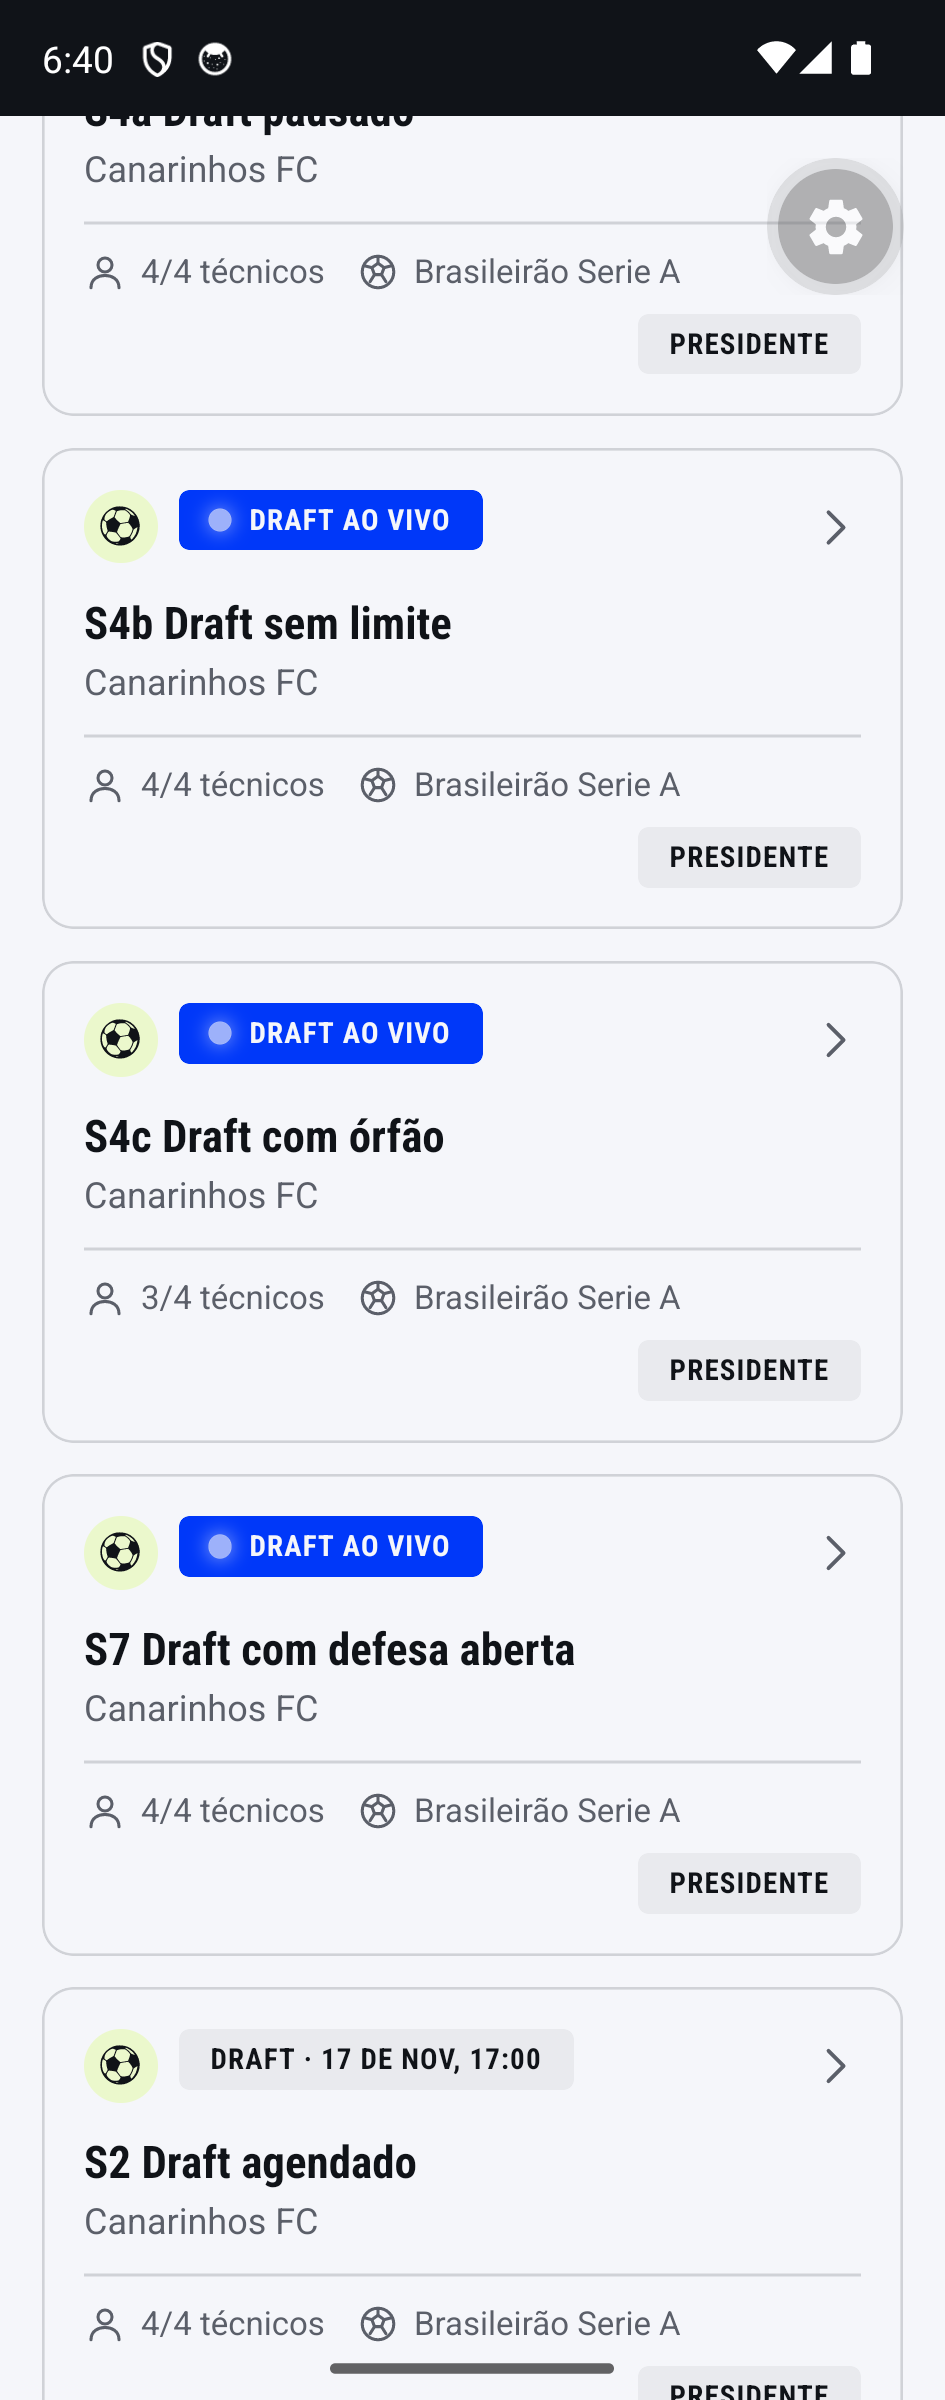 6:40
S4a Draft pausado
Canarinhos FC
4/4 técnicos Brasileirão Serie A
PRESIDENTE
DRAFT AO VIVO
S4b Draft sem limite
Canarinhos FC
4/4 técnicos Brasileirão Serie A
PRESIDENTE
DRAFT AO VIVO
S4c Draft com órfão
Canarinhos FC
3/4 técnicos Brasileirão Serie A
PRESIDENTE
DRAFT AO VIVO
S7 Draft com defesa aberta
Canarinhos FC
4/4 técnicos Brasileirão Serie A
PRESIDENTE
DRAFT · 17 DE NOV, 17:00
S2 Draft agendado
Canarinhos FC
4/4 técnicos Brasileirão Serie A
PRESIDENTE